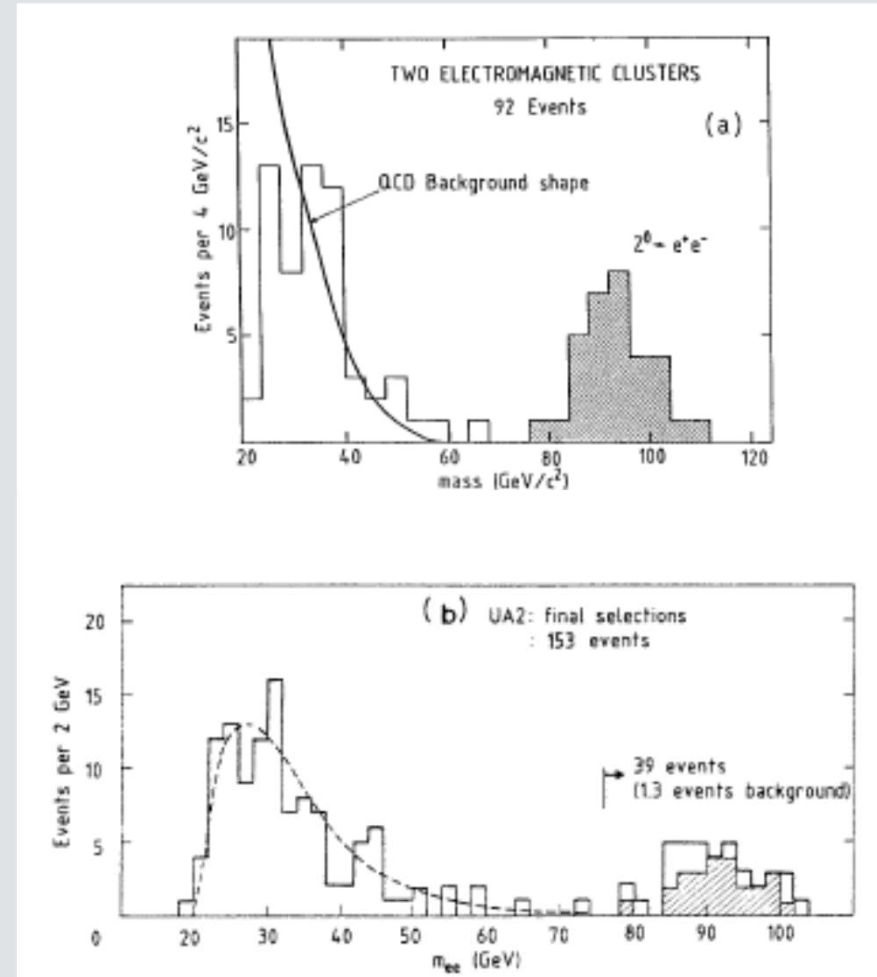 TWO ELECTROMAGNETIC CLUSTERS
92 Events
(a)
Events per 4 GeV/c²
15
10
5
QCD Background shape
Z⁰→ e⁺e⁻
20 40 60 80 100 120
mass (GeV/c²)
(b) UA2: final selections
: 153 events
Events per 2 GeV
20
15
10
5
39 events
(1.3 events background)
0 20 30 40 50 60 70 80 90 100
mee (GeV)